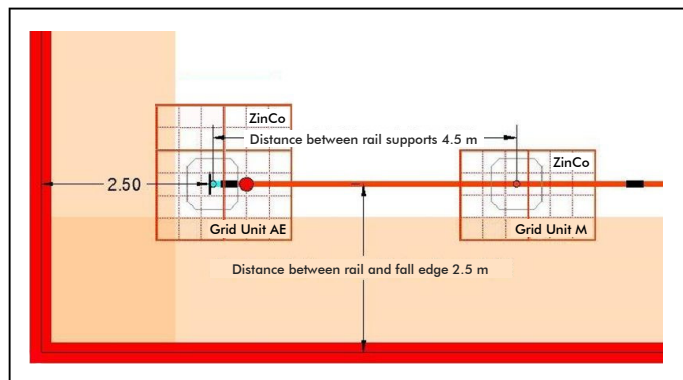 ZinCo
Distance between rail supports 4.5 m
ZinCo
2.50
Grid Unit AE
Grid Unit M
Distance between rail and fall edge 2.5 m